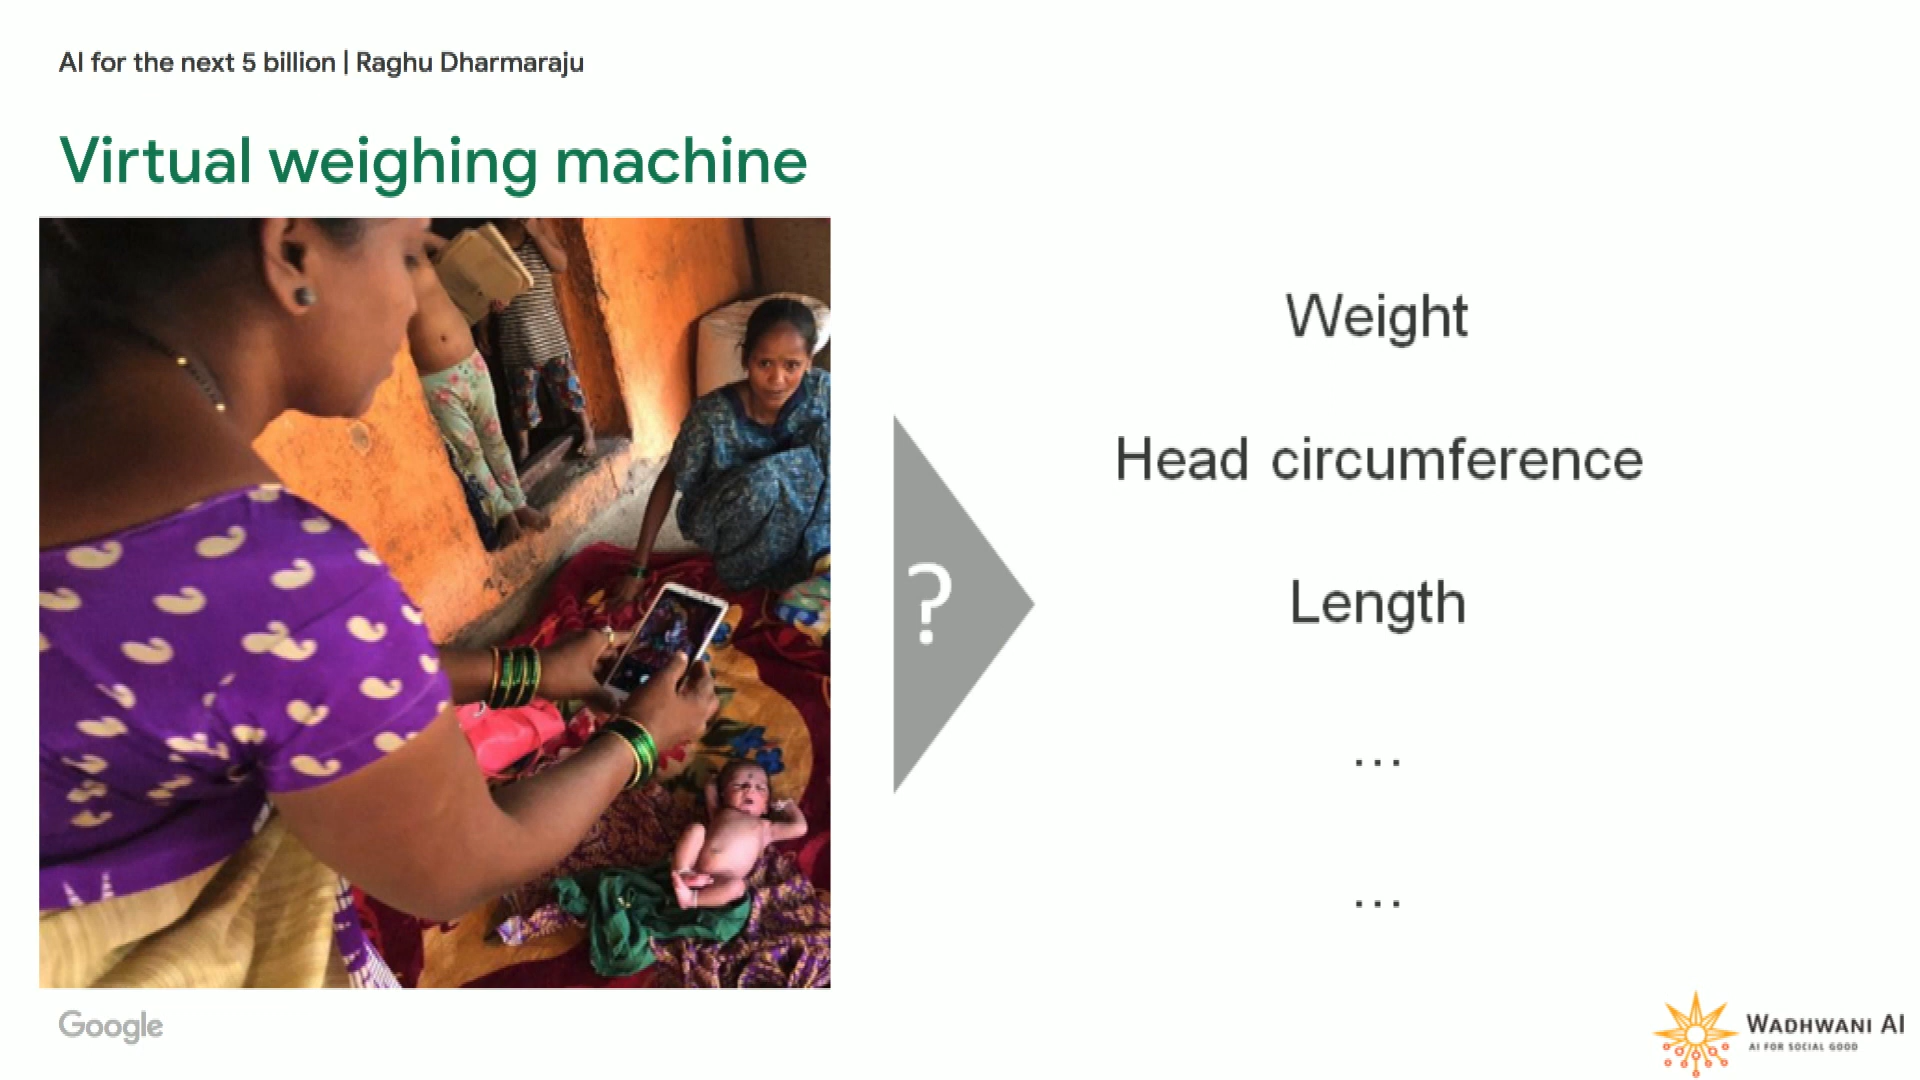 AI for the next 5 billion | Raghu Dharmaraju
Virtual weighing machine
Weight
Head circumference
?
Length
...
...
Google
WADHWANI AI
AI FOR SOCIAL GOOD